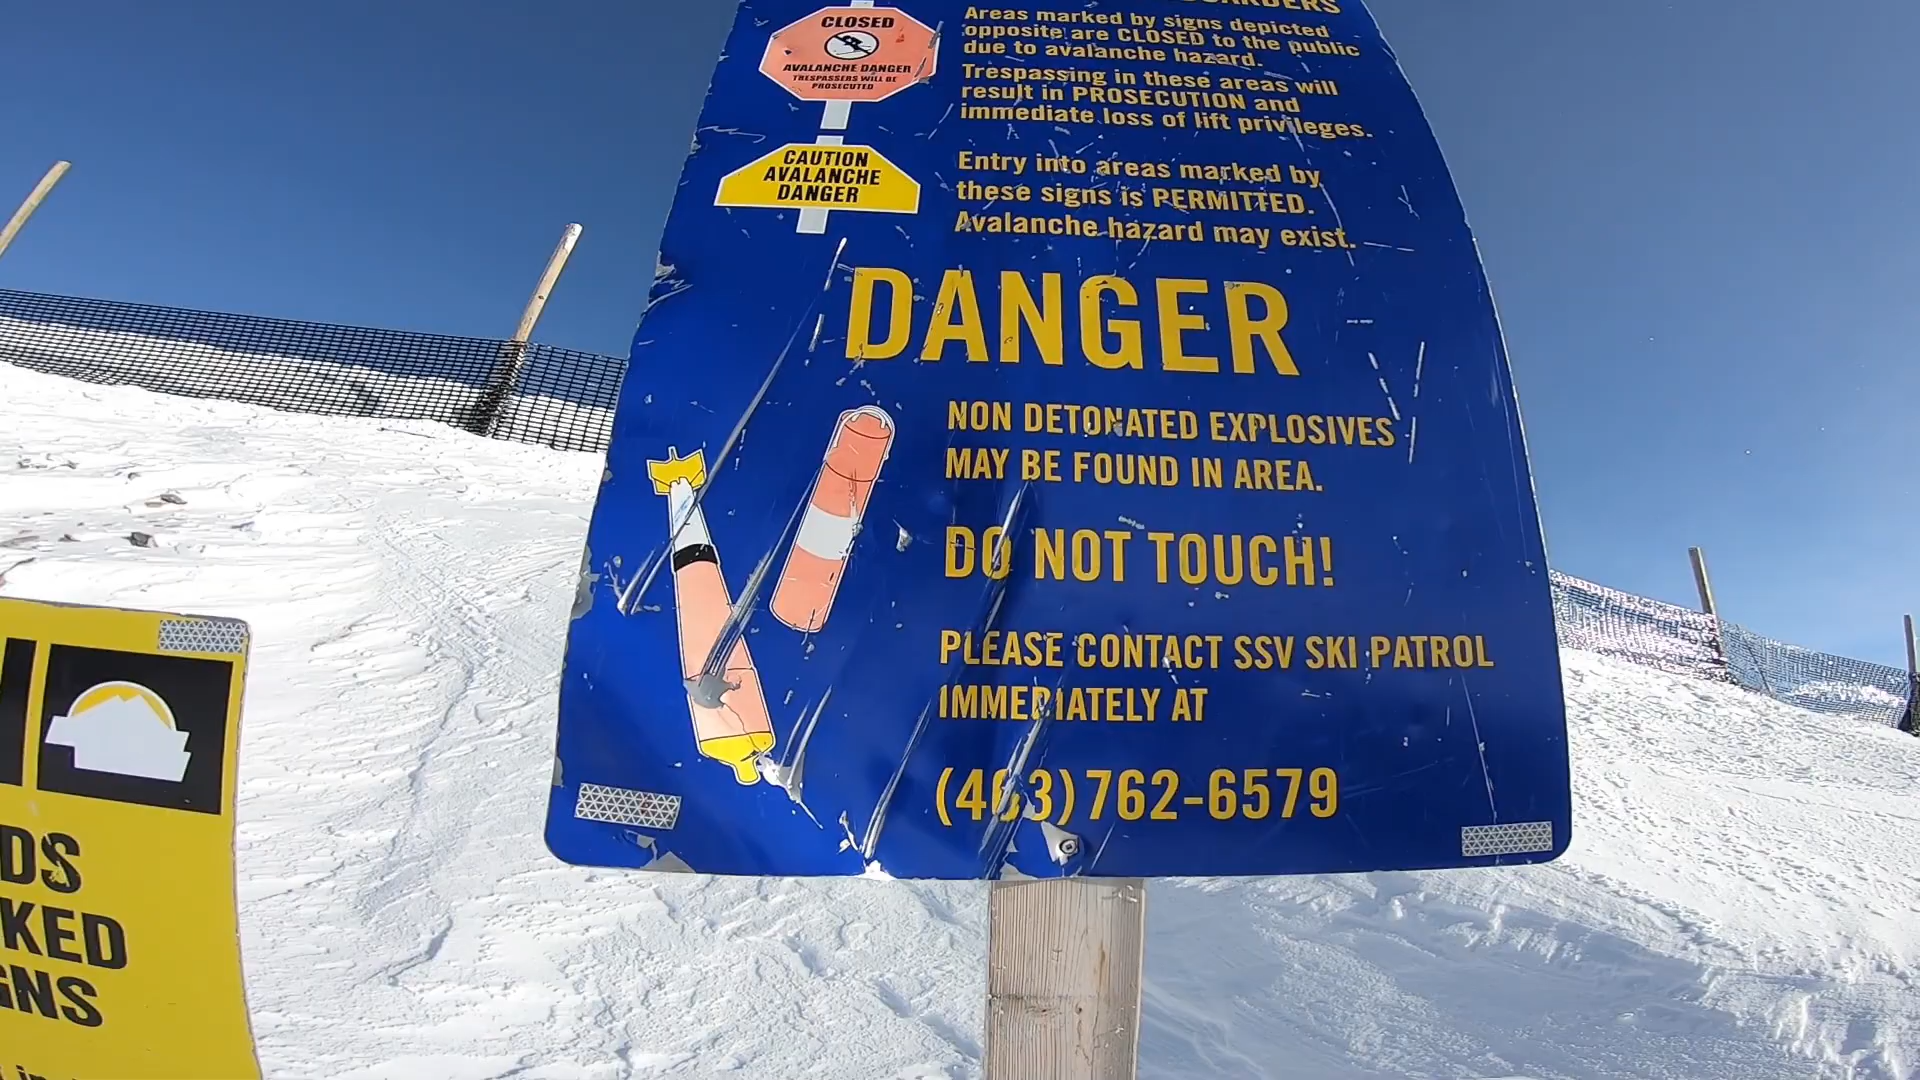 CLOSED
AVALANCHE DANGER
TRESPASSERS WILL BE
PROSECUTED
Areas marked by signs depicted
opposite are CLOSED to the public
due to avalanche hazard.
Trespassing in these areas will
result in PROSECUTION and
immediate loss of lift privileges.
CAUTION
AVALANCHE
DANGER
Entry into areas marked by
these signs is PERMITTED.
Avalanche hazard may exist.
DANGER
NON DETONATED EXPLOSIVES
MAY BE FOUND IN AREA.
DO NOT TOUCH!
PLEASE CONTACT SSV SKI PATROL
IMMEDIATELY AT
(403)762-6579
DS
KED
GNS